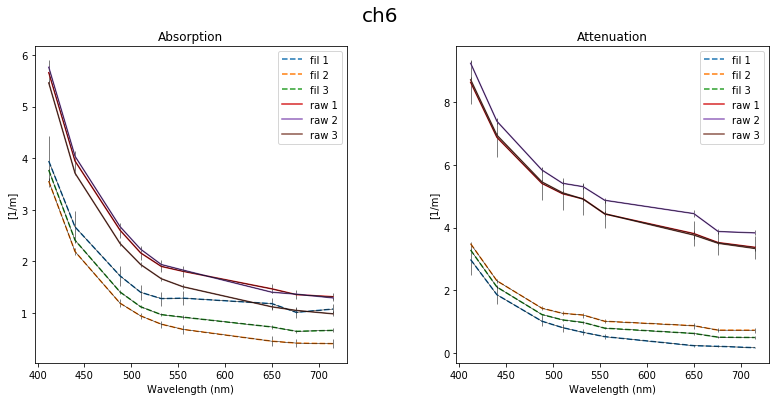 ch6
Absorption
6
5
4
3
2
1
[1/m]
400 450 500 550 600 650 700
Wavelength (nm)
fil 1
fil 2
fil 3
raw 1
raw 2
raw 3
Attenuation
8
6
4
2
0
[1/m]
400 450 500 550 600 650 700
Wavelength (nm)
fil 1
fil 2
fil 3
raw 1
raw 2
raw 3